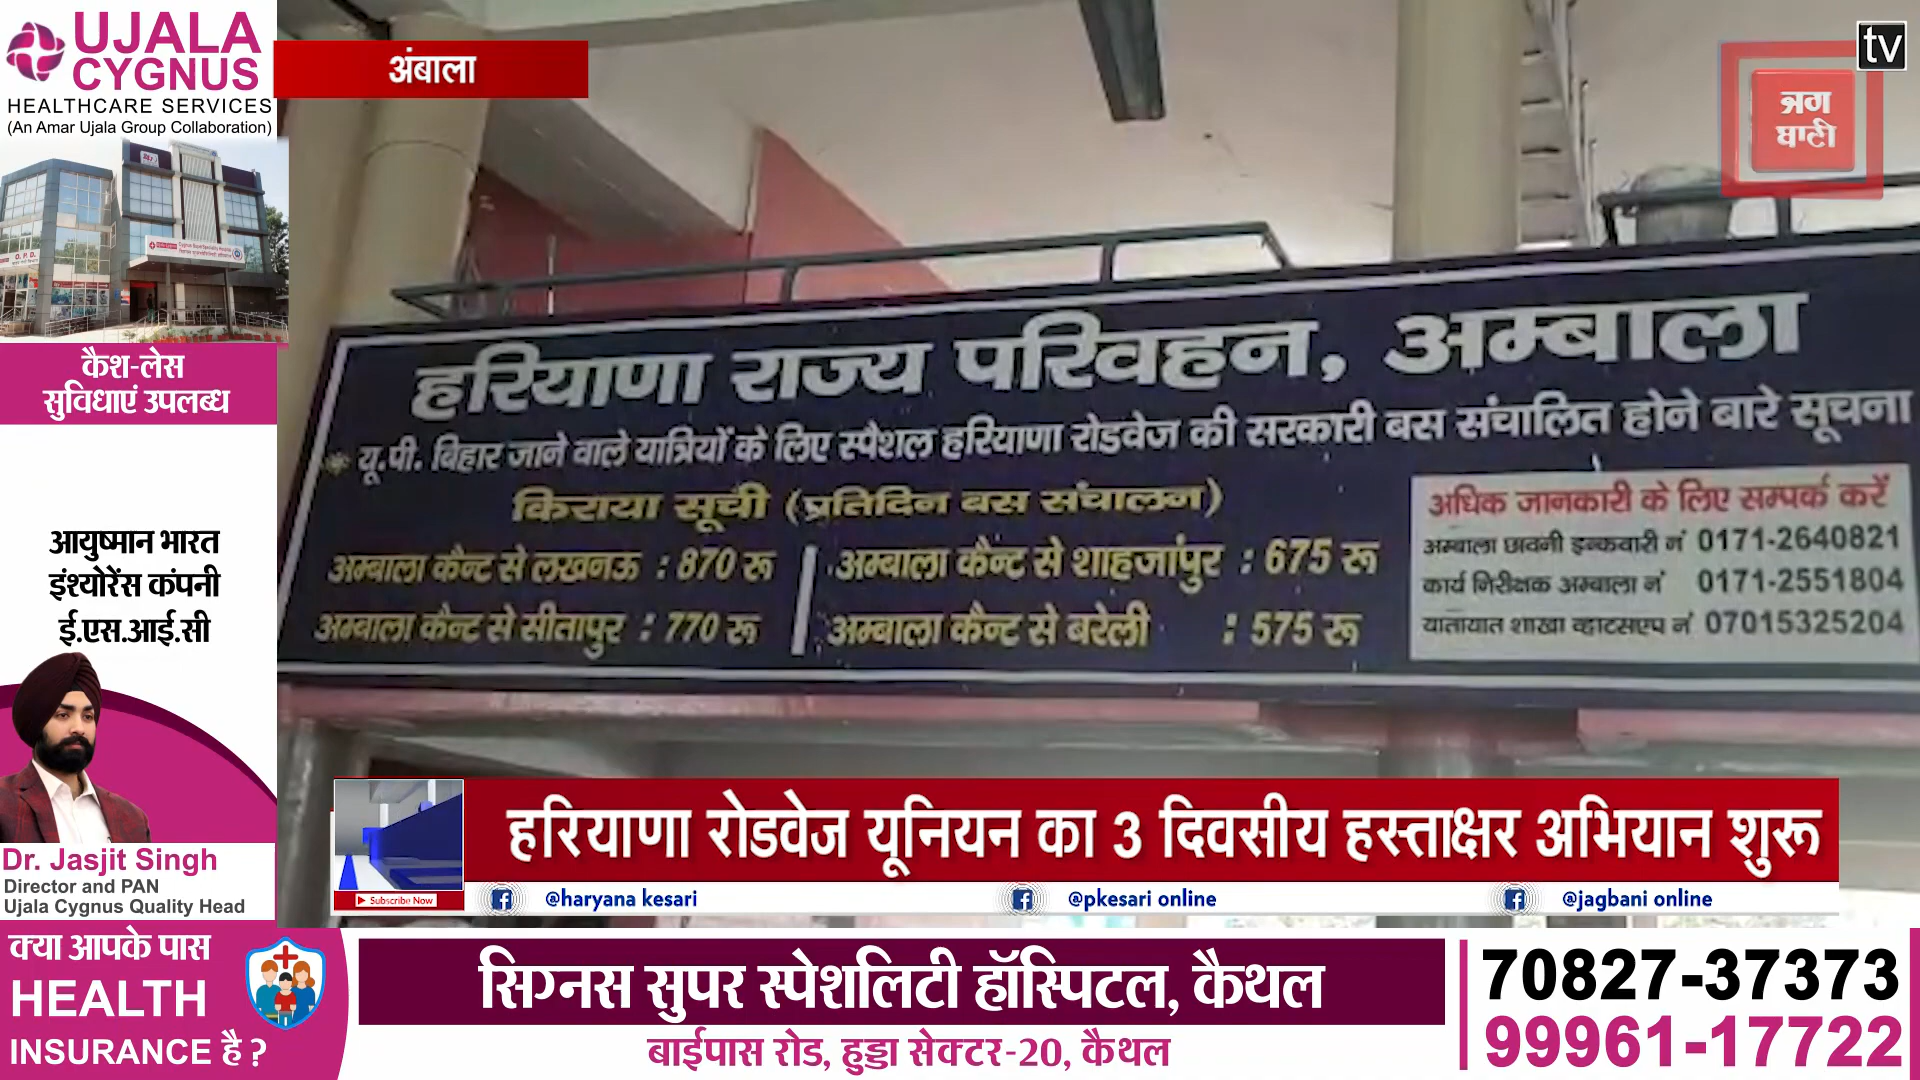 UJALA
CYGNUS
HEALTHCARE SERVICES
(An Amar Ujala Group Collaboration)
कैश-लेस
सुविधाएं उपलब्ध
आयुष्मान भारत
इंश्योरेंस कंपनी
ई.एस.आई.सी
Dr. Jasjit Singh
Director and PAN
Ujala Cygnus Quality Head
क्या आपके पास
HEALTH
INSURANCE है ?
अंबाला
tv
हरियाणा राज्य परिवहन, अम्बाला
यू.पी. बिहार जाने वाले यात्रियों के लिए स्पैशल हरियाणा रोडवेज की सरकारी बस संचालित होने बारे सूचना
किराया सूची (प्रतिदिन बस संचालन)
अम्बाला कैन्ट से लखनऊ : 870 रू
अम्बाला कैन्ट से शाहजांपुर : 675 रू
अम्बाला कैन्ट से सीतापुर : 770 रू
अम्बाला कैन्ट से बरेली : 575 रू
अधिक जानकारी के लिए सम्पर्क करें
अम्बाला छावनी इन्कवारी नं 0171-2640821
कार्य निरीक्षक अम्बाला नं 0171-2551804
यातायात शाखा व्हाटसएप नं 07015325204
हरियाणा रोडवेज यूनियन का 3 दिवसीय हस्ताक्षर अभियान शुरू
Subscribe Now
@haryana kesari
@pkesari online
@jagbani online
सिग्नस सुपर स्पेशलिटी हॉस्पिटल, कैथल
बाईपास रोड, हुड्डा सेक्टर-20, कैथल
70827-37373
99961-17722